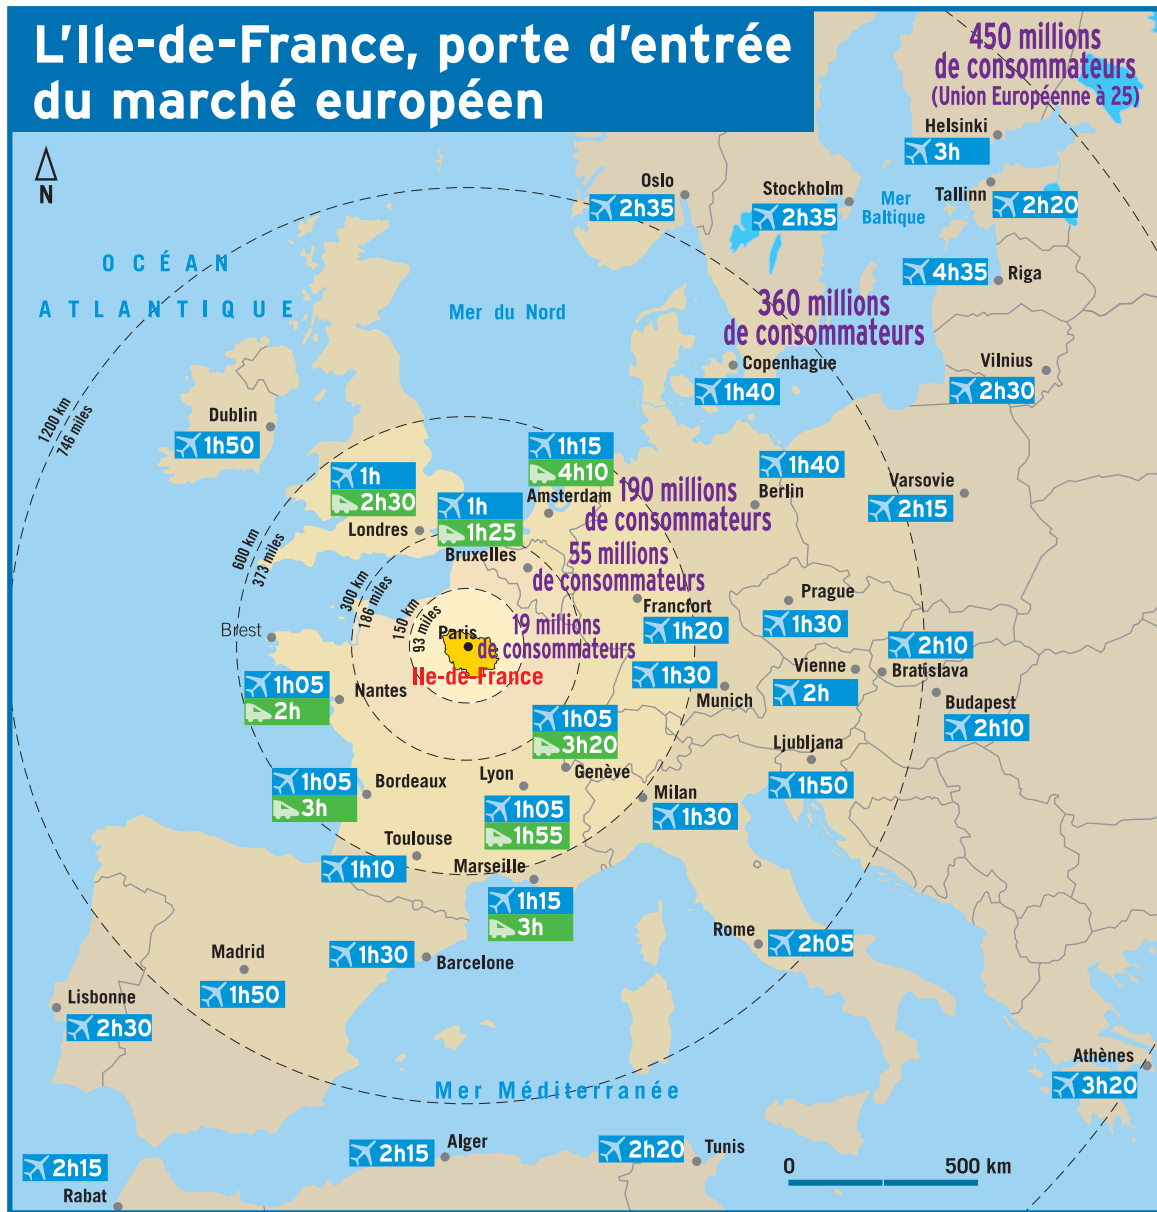 L'Ile-de-France, porte d'entrée
du marché européen
450 millions
de consommateurs
(Union Européenne à 25)
Helsinki
3h
N
Oslo
2h35
Stockholm
2h35
Mer
Baltique
Tallinn
2h20
OCÉAN
ATLANTIQUE
Mer du Nord
4h35
Riga
360 millions
de consommateurs
Copenhague
1h40
Vilnius
2h30
1200 km
746 miles
Dublin
1h50
1h
2h30
Londres
1h15
4h10
Amsterdam
1h
1h25
Bruxelles
190 millions
de consommateurs
1h40
Berlin
Varsovie
2h15
600 km
373 miles
300 km
186 miles
150 km
93 miles
55 millions
de consommateurs
Francfort
1h20
Prague
1h30
Brest
Paris
19 millions
de consommateurs
Ile-de-France
2h10
Bratislava
1h30
Munich
Vienne
2h
Budapest
2h10
1h05
2h
Nantes
1h05
3h20
Genève
Ljubljana
1h50
1h05
3h
Bordeaux
Lyon
1h05
1h55
Milan
1h30
Toulouse
1h10
Marseille
1h15
3h
Rome
2h05
Madrid
1h50
1h30
Barcelone
Lisbonne
2h30
Mer Méditerranée
Athènes
3h20
2h15
Rabat
2h15
Alger
2h20
Tunis
0
500 km